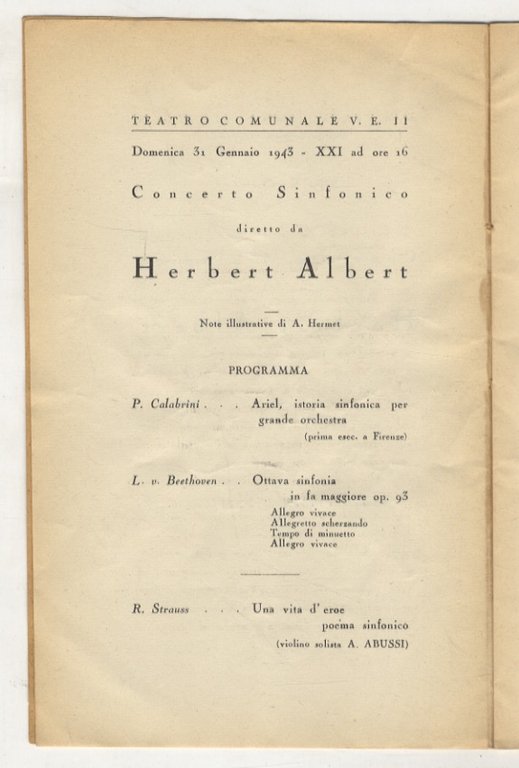 TEATRO COMUNALE V. E. II
Domenica 31 Gennaio 1943 - XXI ad ore 16
Concerto Sinfonico
diretto da
Herbert Albert
Note illustrative di A. Hermet
PROGRAMMA
P. Calabrini . . . Ariel, istoria sinfonica per
grande orchestra
(prima esec. a Firenze)
L. v. Beethoven . . Ottava sinfonia
in fa maggiore op. 93
Allegro vivace
Allegretto scherzando
Tempo di minuetto
Allegro vivace
R. Strauss . . . Una vita d'eroe
poema sinfonico
(violino solista A. ABUSSI)